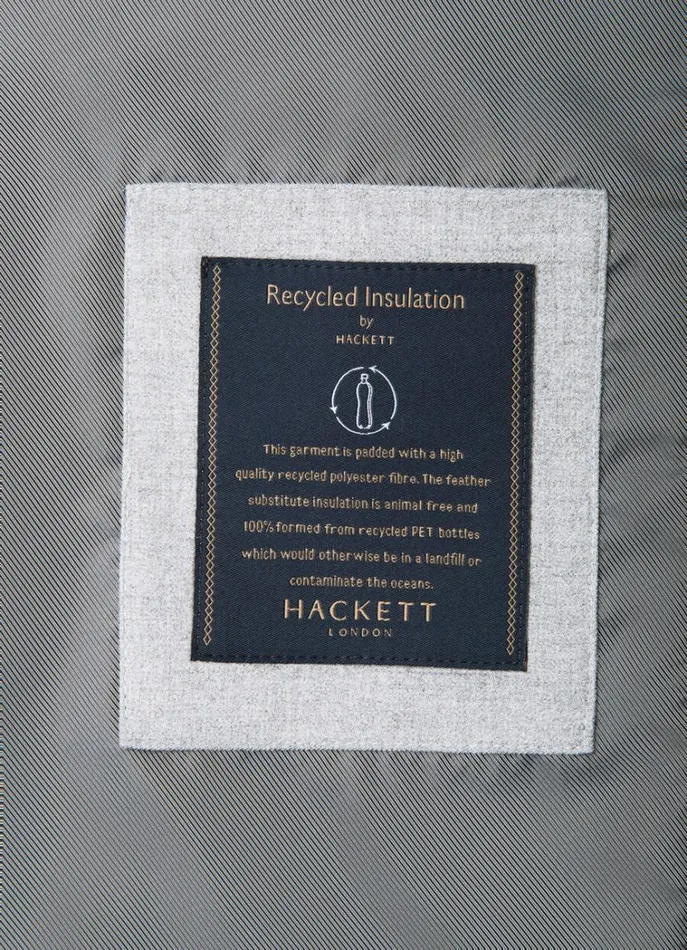 Recycled Insulation
by
HACKETT
This garment is padded with a high
quality recycled polyester fibre. The feather
substitute insulation is animal free and
100% formed from recycled PET bottles
which would otherwise be in a landfill or
contaminate the oceans.
HACKETT
LONDON